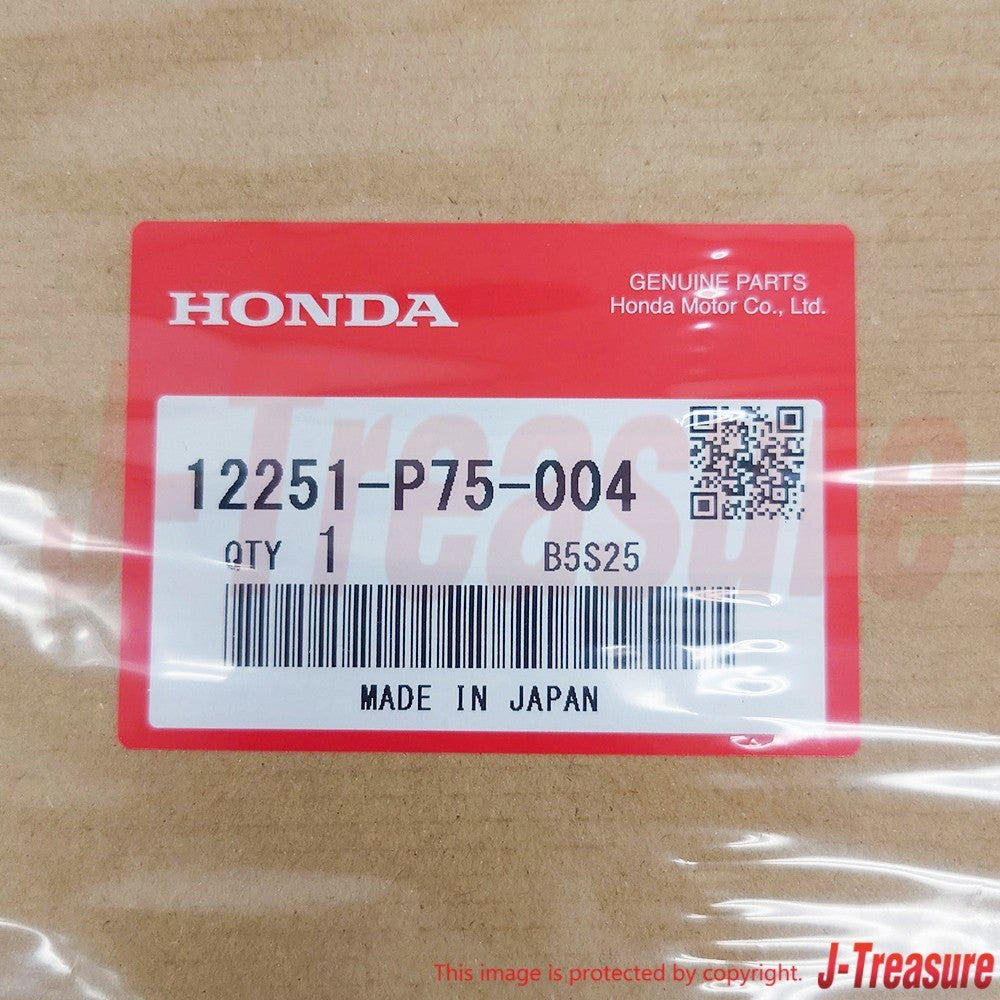 HONDA
GENUINE PARTS
Honda Motor Co., Ltd.
12251-P75-004
QTY 1 B5S25
MADE IN JAPAN
J-Treasure
This image is protected by copyright. J-Treasure